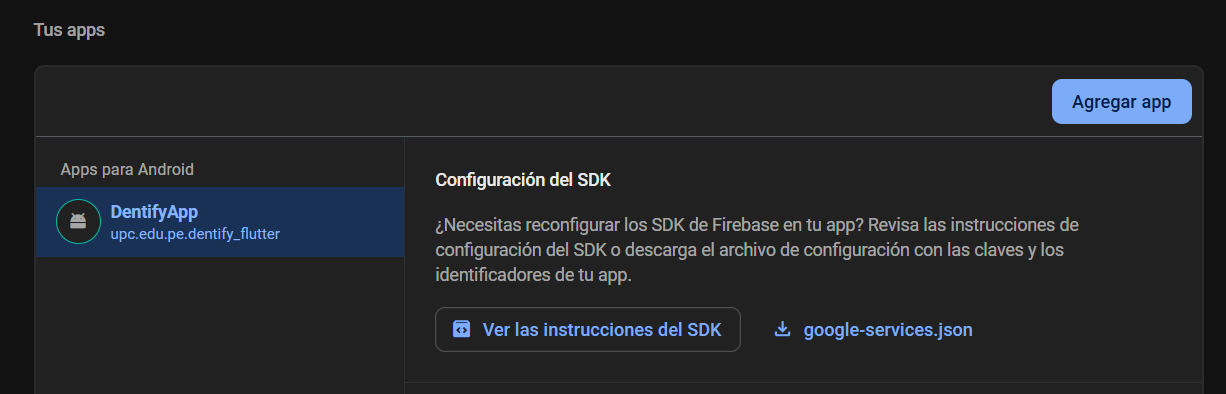 Tus apps
Agregar app
Apps para Android
DentifyApp
upc.edu.pe.dentify_flutter
Configuración del SDK
¿Necesitas reconfigurar los SDK de Firebase en tu app? Revisa las instrucciones de
configuración del SDK o descarga el archivo de configuración con las claves y los
identificadores de tu app.
Ver las instrucciones del SDK
google-services.json